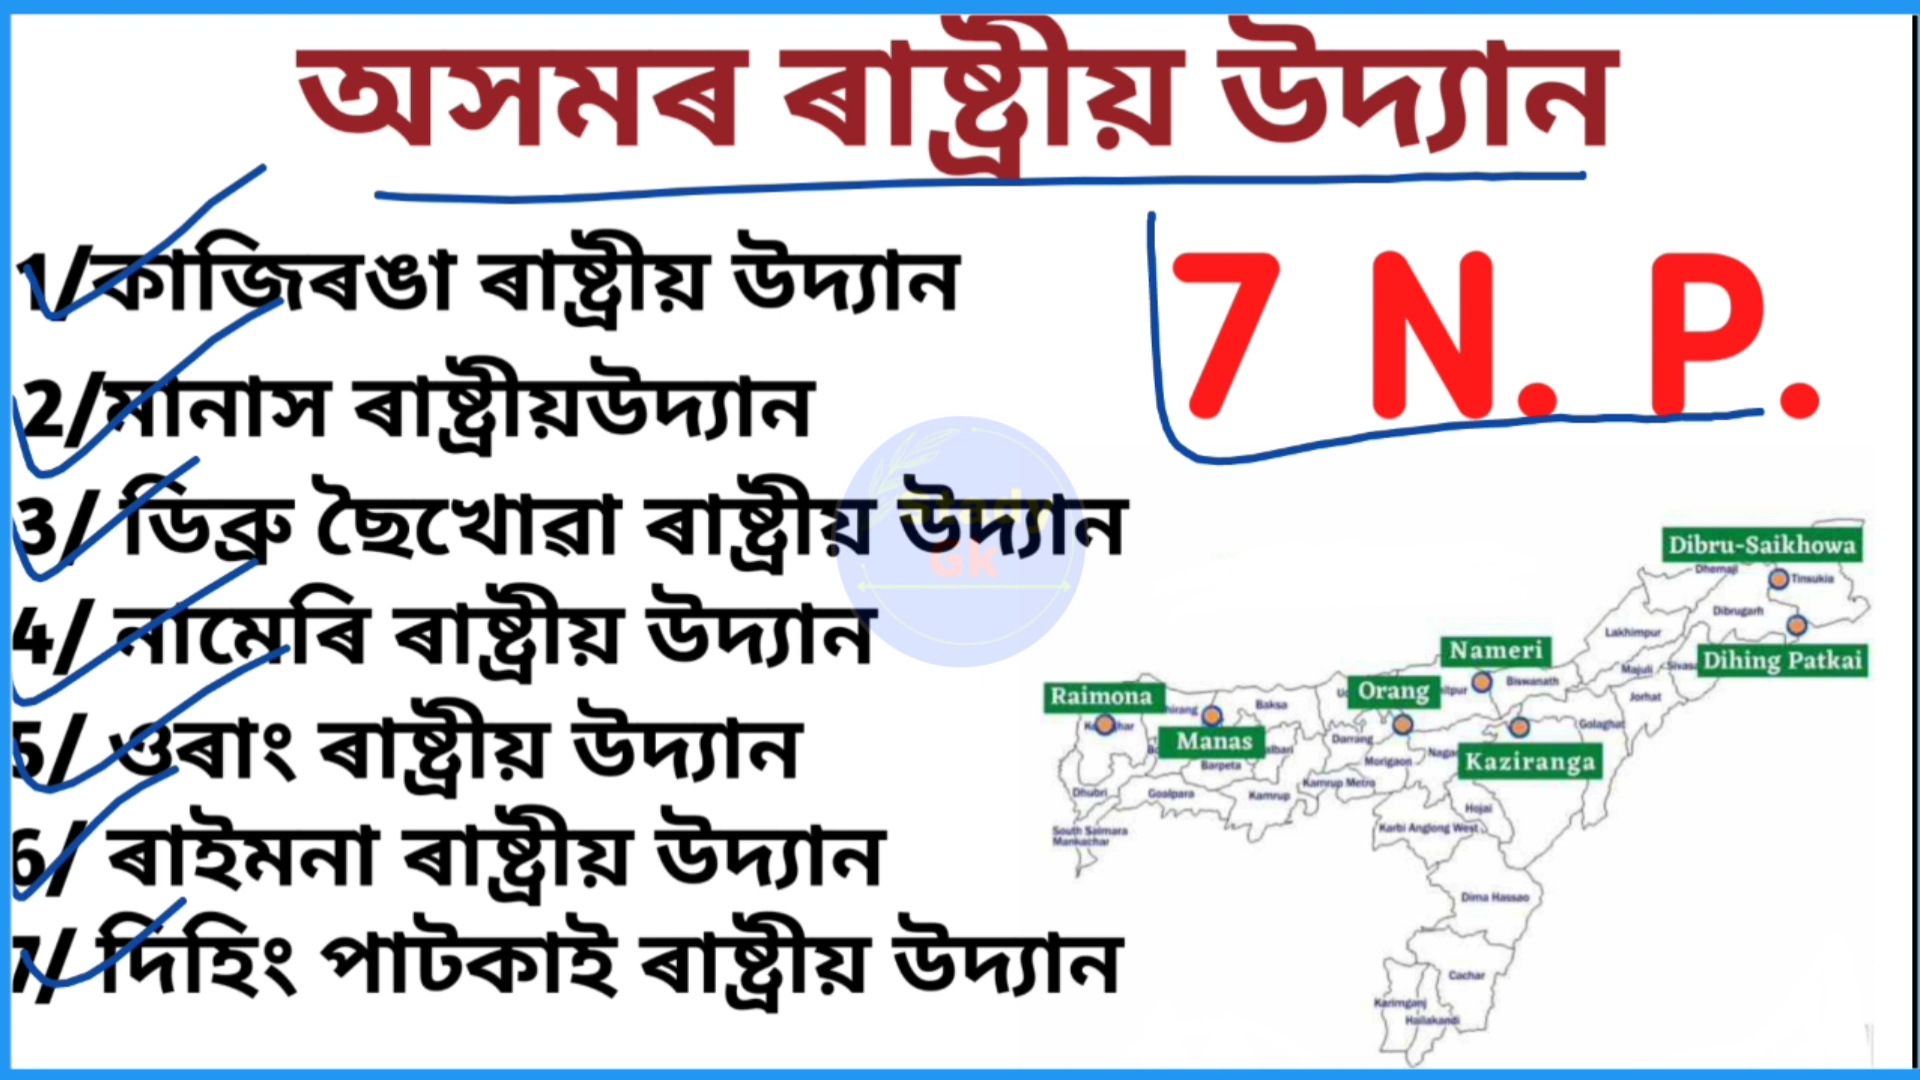 অসমৰ ৰাষ্ট্ৰীয় উদ্যান
1/কাজিৰঙা ৰাষ্ট্ৰীয় উদ্যান
7 N. P.
2/মানাস ৰাষ্ট্ৰীয়উদ্যান
3/ ডিব্ৰু ছৈখোৱা ৰাষ্ট্ৰীয় উদ্যান
4/ নামেৰি ৰাষ্ট্ৰীয় উদ্যান
5/ ওৰাং ৰাষ্ট্ৰীয় উদ্যান
6/ ৰাইমনা ৰাষ্ট্ৰীয় উদ্যান
7/ দিহিং পাটকাই ৰাষ্ট্ৰীয় উদ্যান
Stady
Gk
Dibru-Saikhowa
Dhemaji
Tinsukia
Dibrugarh
Lakhimpur
Nameri
Dihing Patkai
Majuli
Biswanath
Orang
Raimona
Jorhat
Baksa
Golaghat
Manas
Darrang
Kaziranga
Morigaon
Barpeta
Kamrup Metro
Dhubri
Goalpara
Kamrup
Hojai
South Salmara
Mankachar
Karbi Anglong West
Dima Hassao
Cachar
Karimganj
Hailakandi